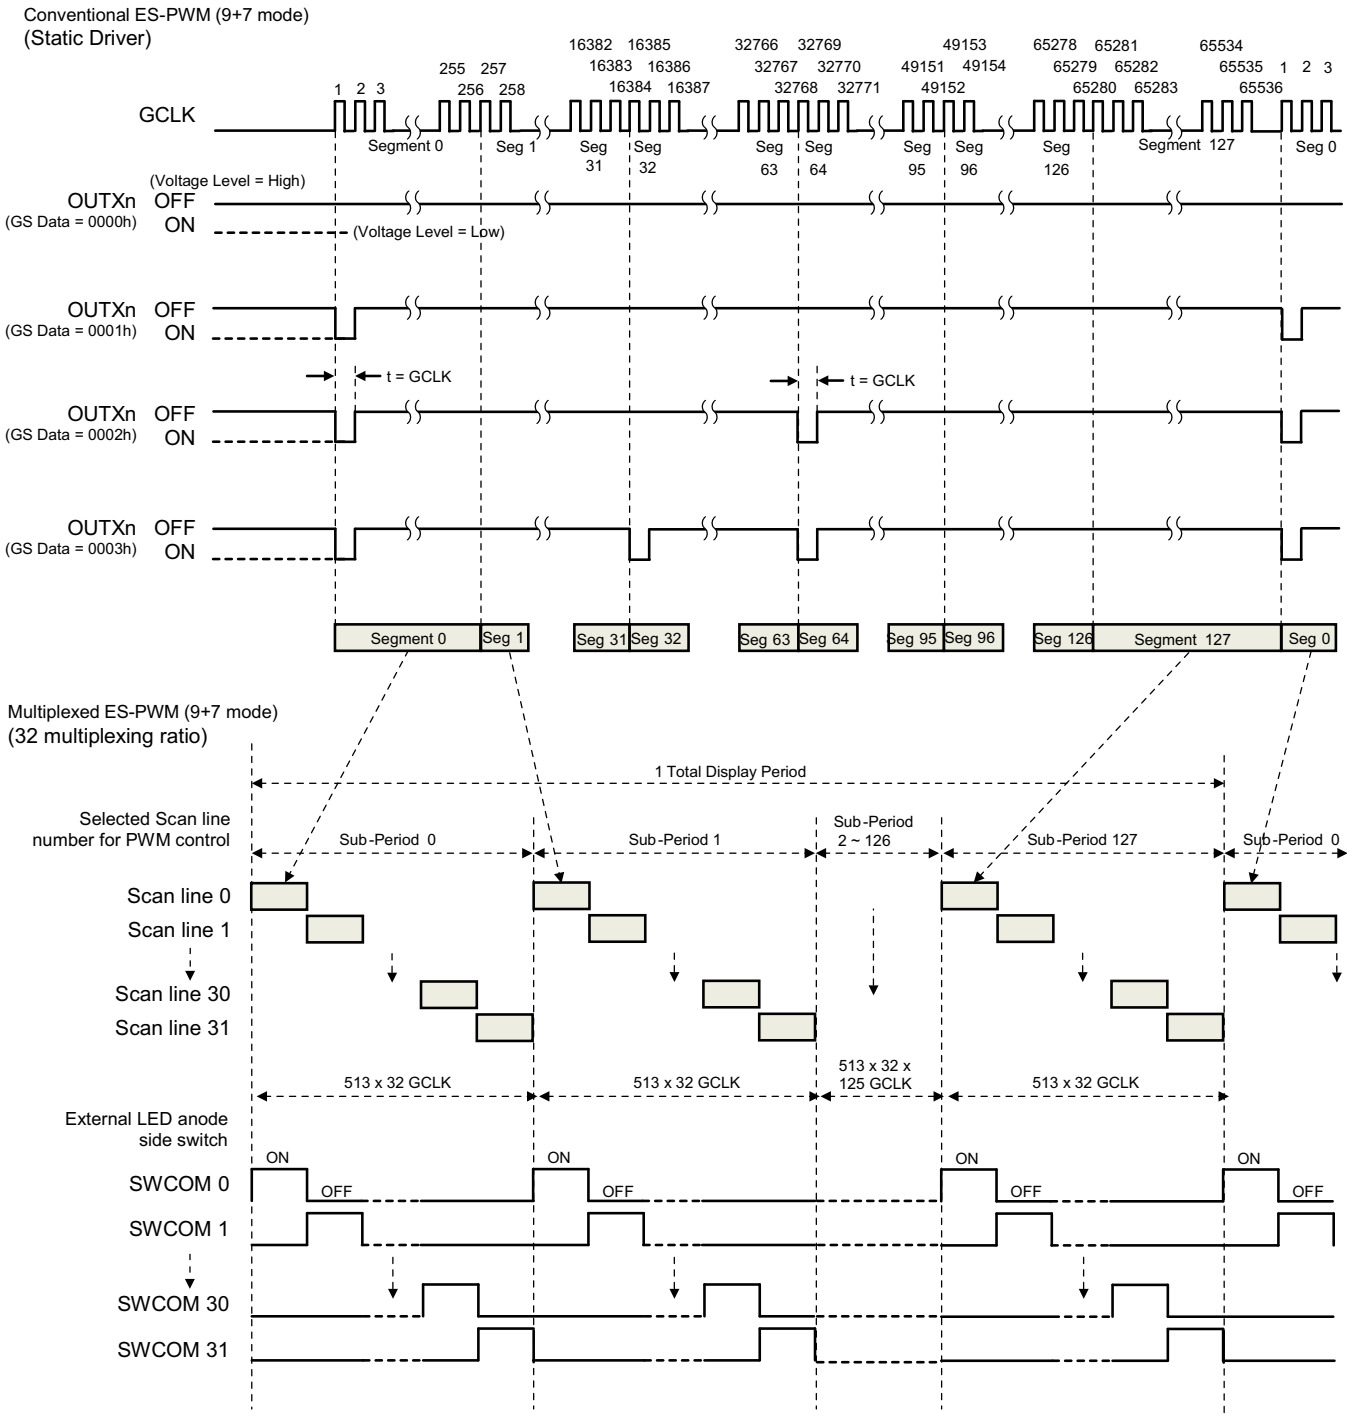 Conventional ES-PWM (9+7 mode)
(Static Driver)
16382 16385 32766 32769 49153 65278 65281 65534
255 257 16383 16386 32767 32770 49151 49154 65279 65282 65535 1 2 3
1 2 3 256 258 16384 16387 32768 32771 49152 65280 65283 65536
GCLK
Segment 0 Seg 1 Seg 31 Seg 32 Seg 63 Seg 64 Seg 95 Seg 96 Seg 126 Segment 127 Seg 0
(Voltage Level = High)
OUTXn OFF
(GS Data = 0000h) ON
(Voltage Level = Low)
OUTXn OFF
(GS Data = 0001h) ON
t = GCLK t = GCLK
OUTXn OFF
(GS Data = 0002h) ON
OUTXn OFF
(GS Data = 0003h) ON
Segment 0 Seg 1 Seg 31 Seg 32 Seg 63 Seg 64 Seg 95 Seg 96 Seg 126 Segment 127 Seg 0
Multiplexed ES-PWM (9+7 mode)
(32 multiplexing ratio)
1 Total Display Period
Selected Scan line
number for PWM control
Sub-Period 0 Sub-Period 1 Sub-Period 2 ~ 126 Sub-Period 127 Sub-Period 0
Scan line 0
Scan line 1
Scan line 30
Scan line 31
513 x 32 GCLK 513 x 32 GCLK 513 x 32 x 125 GCLK 513 x 32 GCLK
External LED anode
side switch
ON ON ON ON
SWCOM 0 OFF OFF OFF OFF
SWCOM 1
SWCOM 30
SWCOM 31